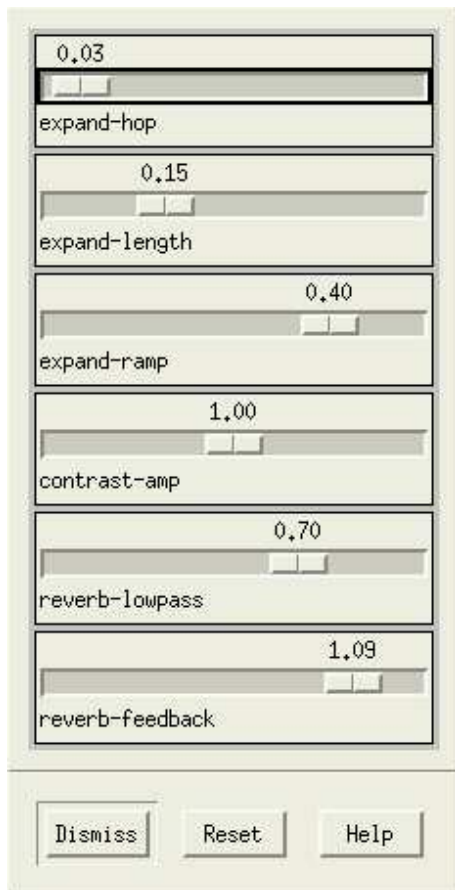 0.03
expand-hop
0.15
expand-length
0.40
expand-ramp
1.00
contrast-amp
0.70
reverb-lowpass
1.09
reverb-feedback
Dismiss Reset Help